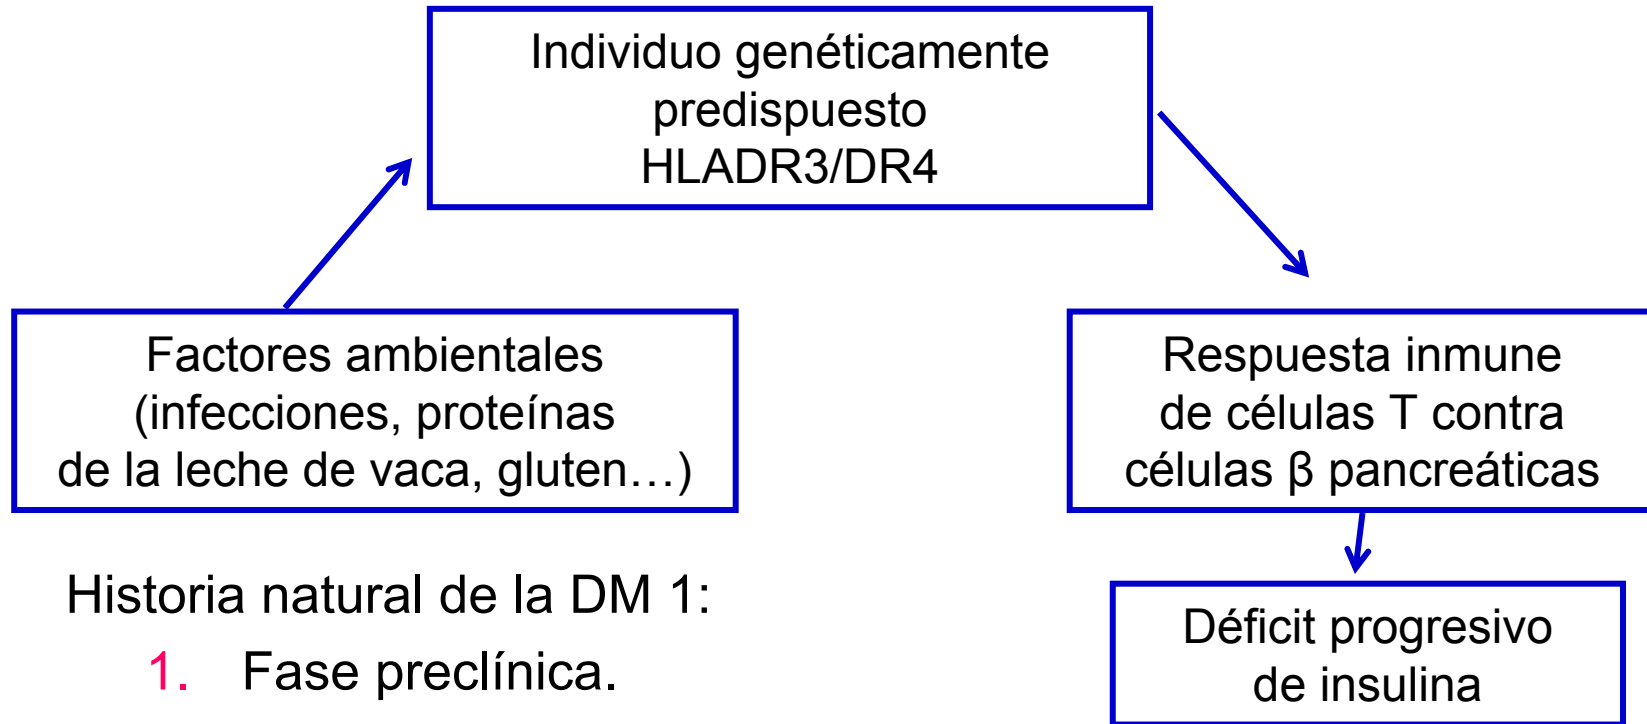 Individuo genéticamente
predispuesto
HLADR3/DR4
Factores ambientales
(infecciones, proteínas
de la leche de vaca, gluten…)
Respuesta inmune
de células T contra
células β pancreáticas
Historia natural de la DM 1:
1. Fase preclínica.
Déficit progresivo
de insulina